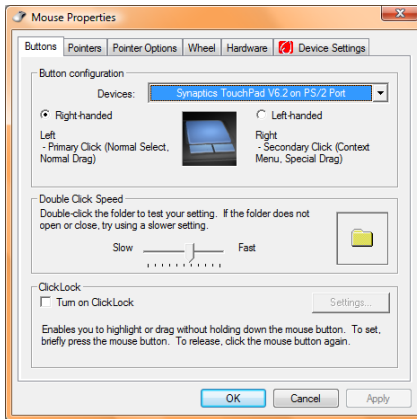 Mouse Properties
Buttons Pointers Pointer Options Wheel Hardware Device Settings
Button configuration
Devices: Synaptics TouchPad V6.2 on PS/2 Port
Right-handed Left-handed
Left Right
- Primary Click (Normal Select, - Secondary Click (Context
Normal Drag) Menu, Special Drag)
Double Click Speed
Double-click the folder to test your setting. If the folder does not
open or close, try using a slower setting.
Slow Fast
ClickLock
Turn on ClickLock Settings...
Enables you to highlight or drag without holding down the mouse button. To set,
briefly press the mouse button. To release, click the mouse button again.
OK Cancel Apply